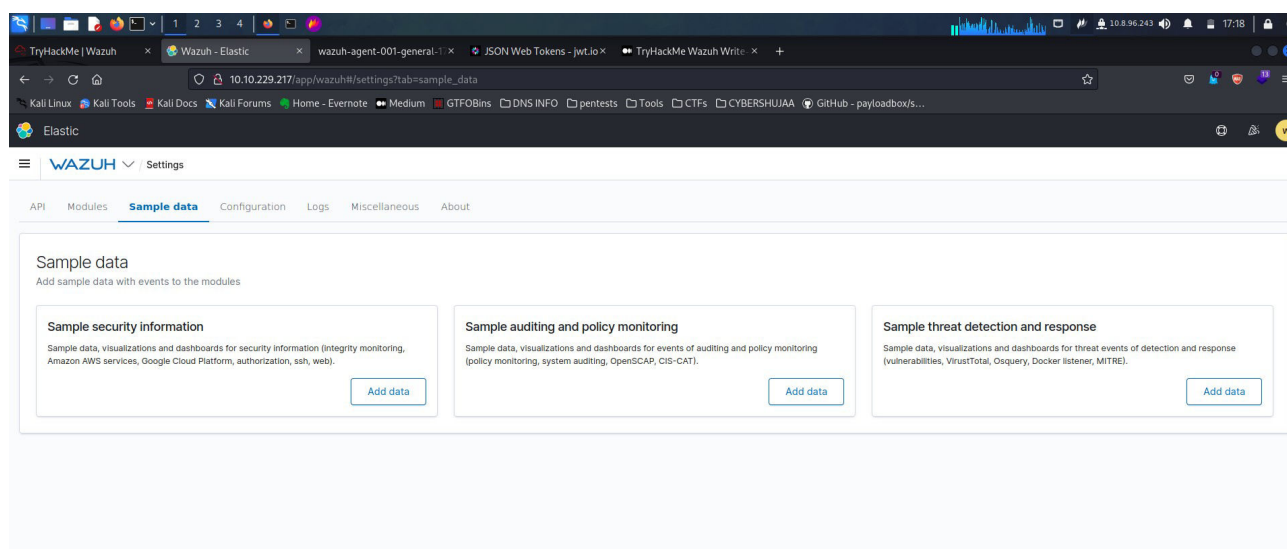 1 2 3 4 10.8.96.243 17:18
TryHackMe | Wazuh × Wazuh - Elastic × wazuh-agent-001-general-1 × JSON Web Tokens - jwt.io × TryHackMe Wazuh Write- × +
10.10.229.217/app/wazuh#/settings?tab=sample_data 13
Kali Linux Kali Tools Kali Docs Kali Forums Home - Evernote Medium GTFOBins DNS INFO pentests Tools CTFs CYBERSHUJAA GitHub - payloadbox/s...
Elastic
WAZUH / Settings
API Modules Sample data Configuration Logs Miscellaneous About
Sample data
Add sample data with events to the modules
Sample security information
Sample data, visualizations and dashboards for security information (integrity monitoring,
Amazon AWS services, Google Cloud Platform, authorization, ssh, web).
Add data
Sample auditing and policy monitoring
Sample data, visualizations and dashboards for events of auditing and policy monitoring
(policy monitoring, system auditing, OpenSCAP, CIS-CAT).
Add data
Sample threat detection and response
Sample data, visualizations and dashboards for threat events of detection and response
(vulnerabilities, VirustTotal, Osquery, Docker listener, MITRE).
Add data